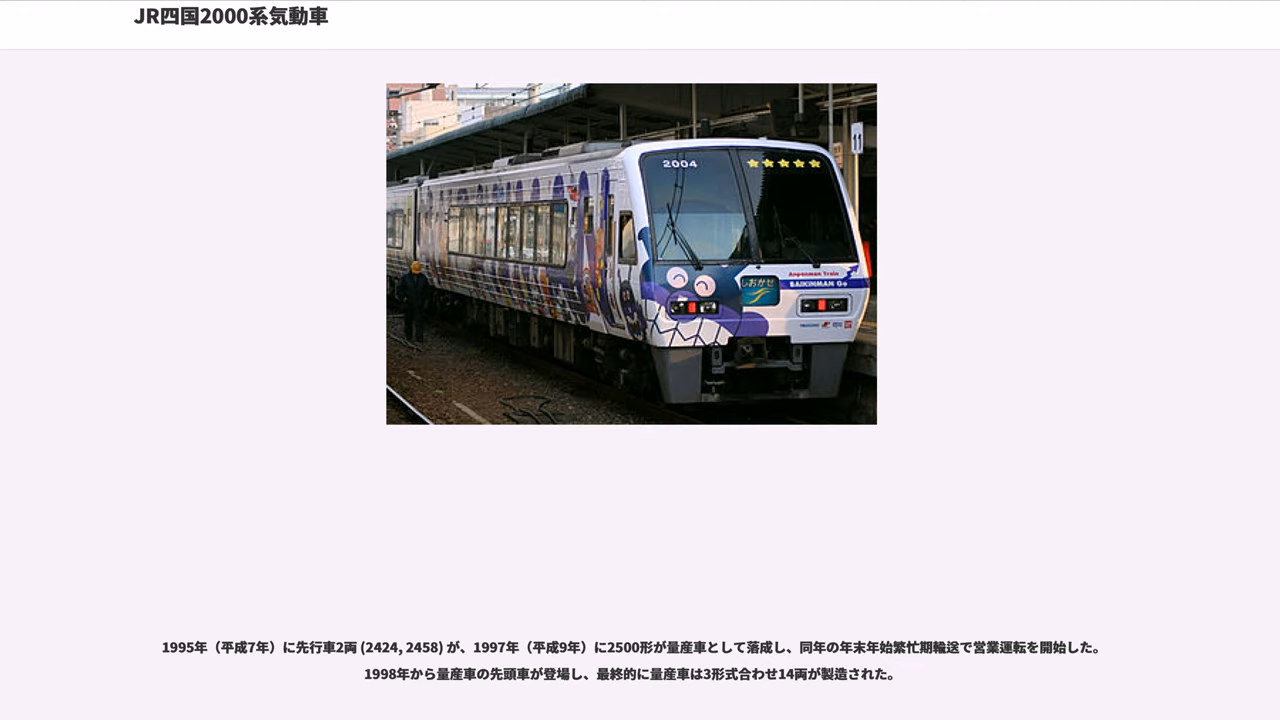 JR四国2000系気動車
11
2004
Anpanman Train
BAIKINMAN Go
しおかぜ
1995年（平成7年）に先行車2両 (2424, 2458) が、1997年（平成9年）に2500形が量産車として落成し、同年の年末年始繁忙期輸送で営業運転を開始した。
1998年から量産車の先頭車が登場し、最終的に量産車は3形式合わせ14両が製造された。